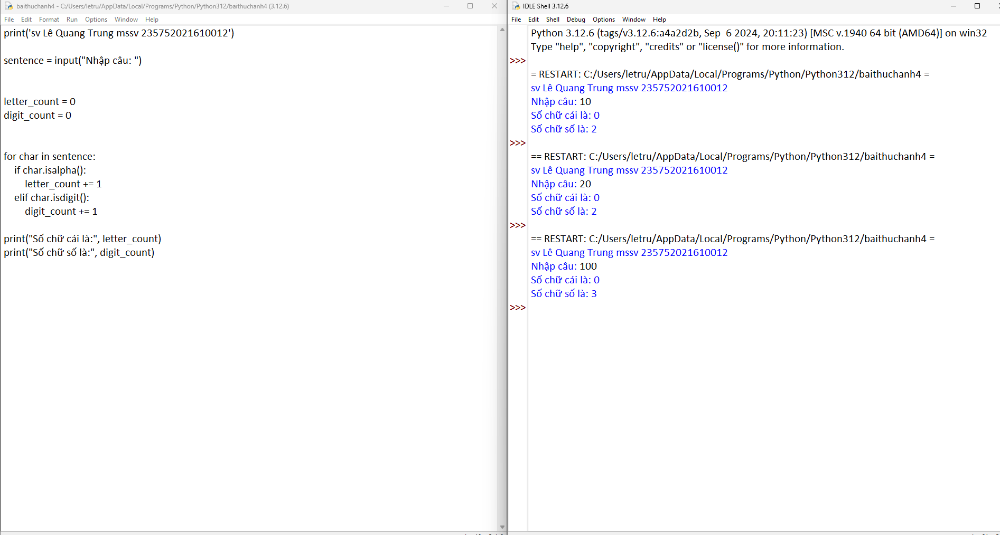 baithuchanh4 - C:/Users/letru/AppData/Local/Programs/Python/Python312/baithuchanh4 (3.12.6)
File Edit Format Run Options Window Help
print('sv Lê Quang Trung mssv 235752021610012')
sentence = input("Nhập câu: ")
letter_count = 0
digit_count = 0
for char in sentence:
    if char.isalpha():
        letter_count += 1
    elif char.isdigit():
        digit_count += 1
print("Số chữ cái là:", letter_count)
print("Số chữ số là:", digit_count)
IDLE Shell 3.12.6
File Edit Shell Debug Options Window Help
Python 3.12.6 (tags/v3.12.6:a4a2d2b, Sep  6 2024, 20:11:23) [MSC v.1940 64 bit (AMD64)] on win32
Type "help", "copyright", "credits" or "license()" for more information.
>>>
= RESTART: C:/Users/letru/AppData/Local/Programs/Python/Python312/baithuchanh4 =
sv Lê Quang Trung mssv 235752021610012
Nhập câu: 10
Số chữ cái là: 0
Số chữ số là: 2
>>>
== RESTART: C:/Users/letru/AppData/Local/Programs/Python/Python312/baithuchanh4 =
sv Lê Quang Trung mssv 235752021610012
Nhập câu: 20
Số chữ cái là: 0
Số chữ số là: 2
>>>
== RESTART: C:/Users/letru/AppData/Local/Programs/Python/Python312/baithuchanh4 =
sv Lê Quang Trung mssv 235752021610012
Nhập câu: 100
Số chữ cái là: 0
Số chữ số là: 3
>>>